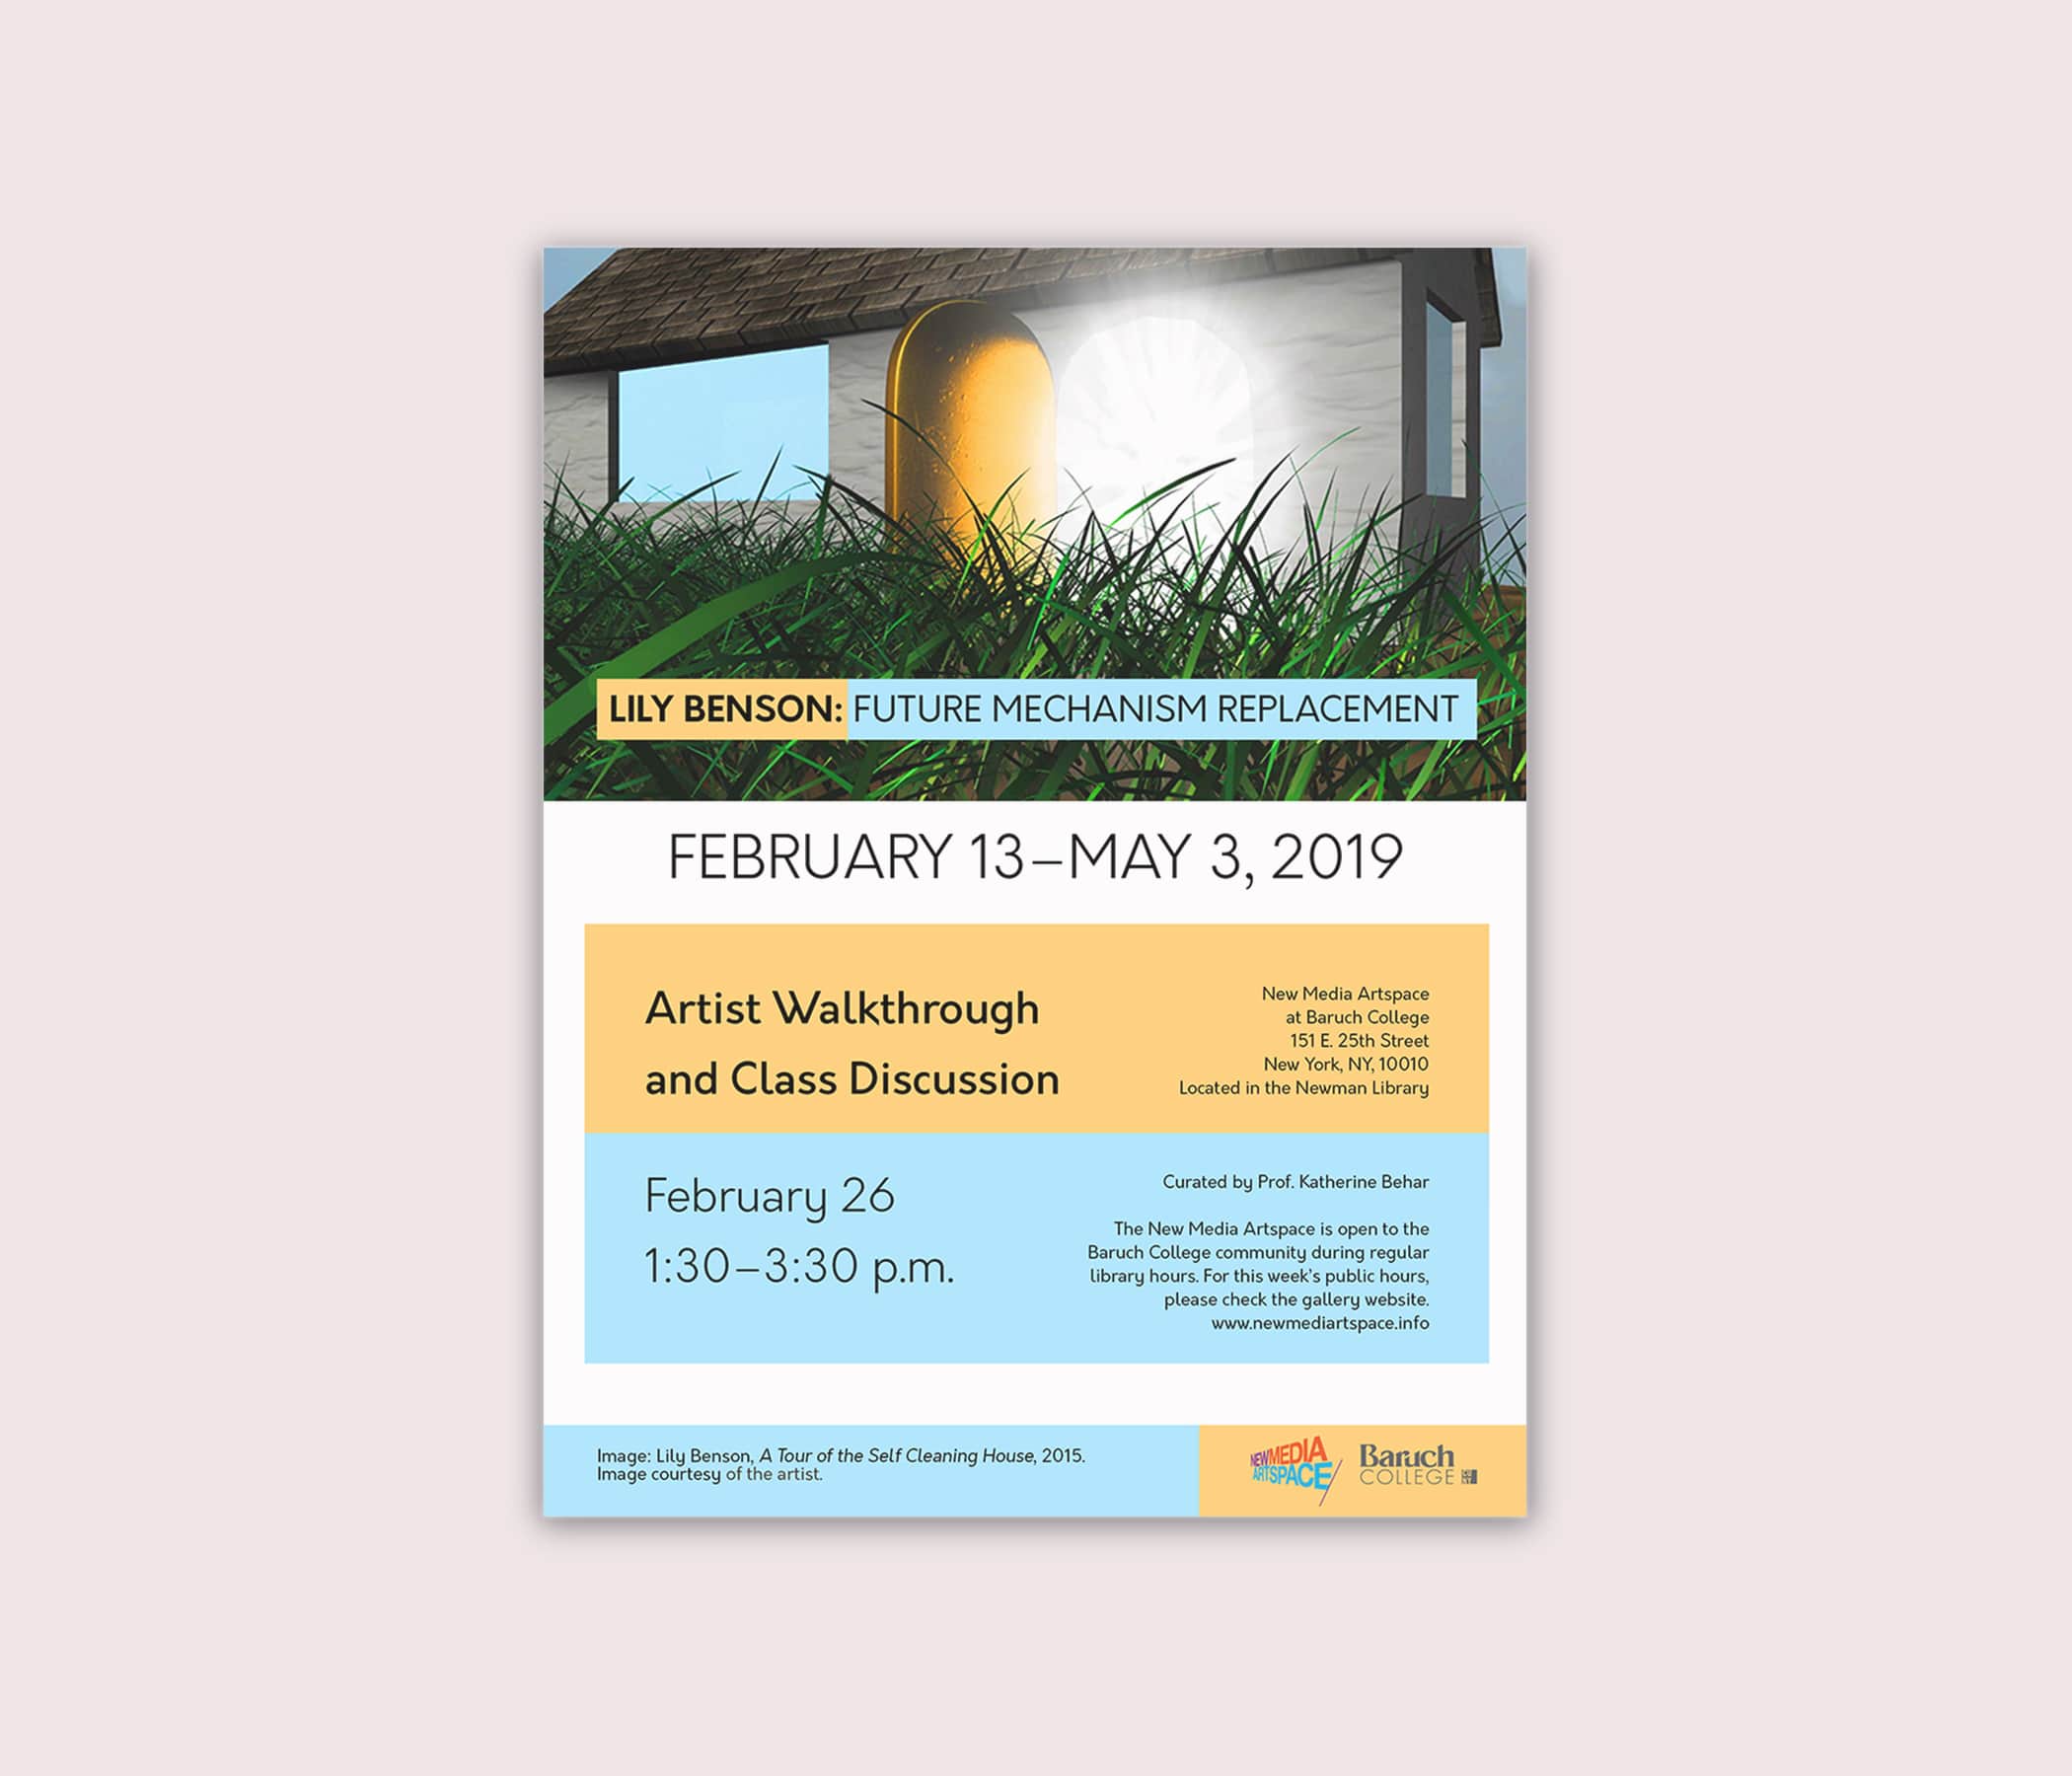 LILY BENSON: FUTURE MECHANISM REPLACEMENT
FEBRUARY 13–MAY 3, 2019
Artist Walkthrough
and Class Discussion
New Media Artspace
at Baruch College
151 E. 25th Street
New York, NY, 10010
Located in the Newman Library
February 26
1:30–3:30 p.m.
Curated by Prof. Katherine Behar
The New Media Artspace is open to the
Baruch College community during regular
library hours. For this week's public hours,
please check the gallery website.
www.newmediartspace.info
Image: Lily Benson, A Tour of the Self Cleaning House, 2015.
Image courtesy of the artist.
NEWMEDIA
ARTSPACE
Baruch
COLLEGE